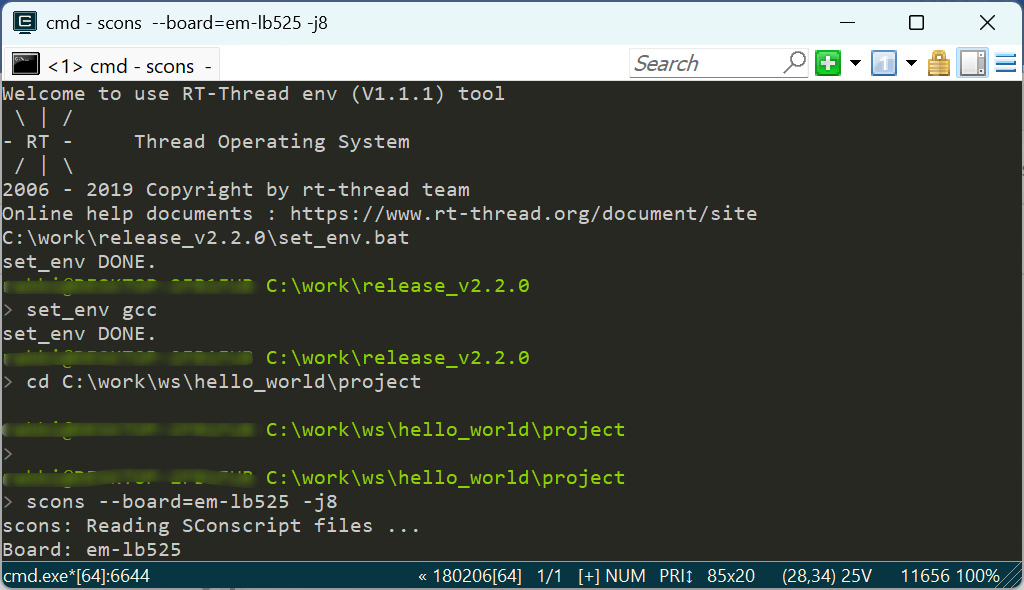 cmd - scons  --board=em-lb525 -j8
<1> cmd - scons  -
Search
1
Welcome to use RT-Thread env (V1.1.1) tool
 \ | /
- RT -     Thread Operating System
 / | \
2006 - 2019 Copyright by rt-thread team
Online help documents : https://www.rt-thread.org/document/site
C:\work\release_v2.2.0\set_env.bat
set_env DONE.
C:\work\release_v2.2.0
> set_env gcc
set_env DONE.
C:\work\release_v2.2.0
> cd C:\work\ws\hello_world\project
C:\work\ws\hello_world\project
>
C:\work\ws\hello_world\project
> scons --board=em-lb525 -j8
scons: Reading SConscript files ...
Board: em-lb525
cmd.exe*[64]:6644 « 180206[64] 1/1 [+] NUM PRI↕ 85x20 (28,34) 25V 11656 100%